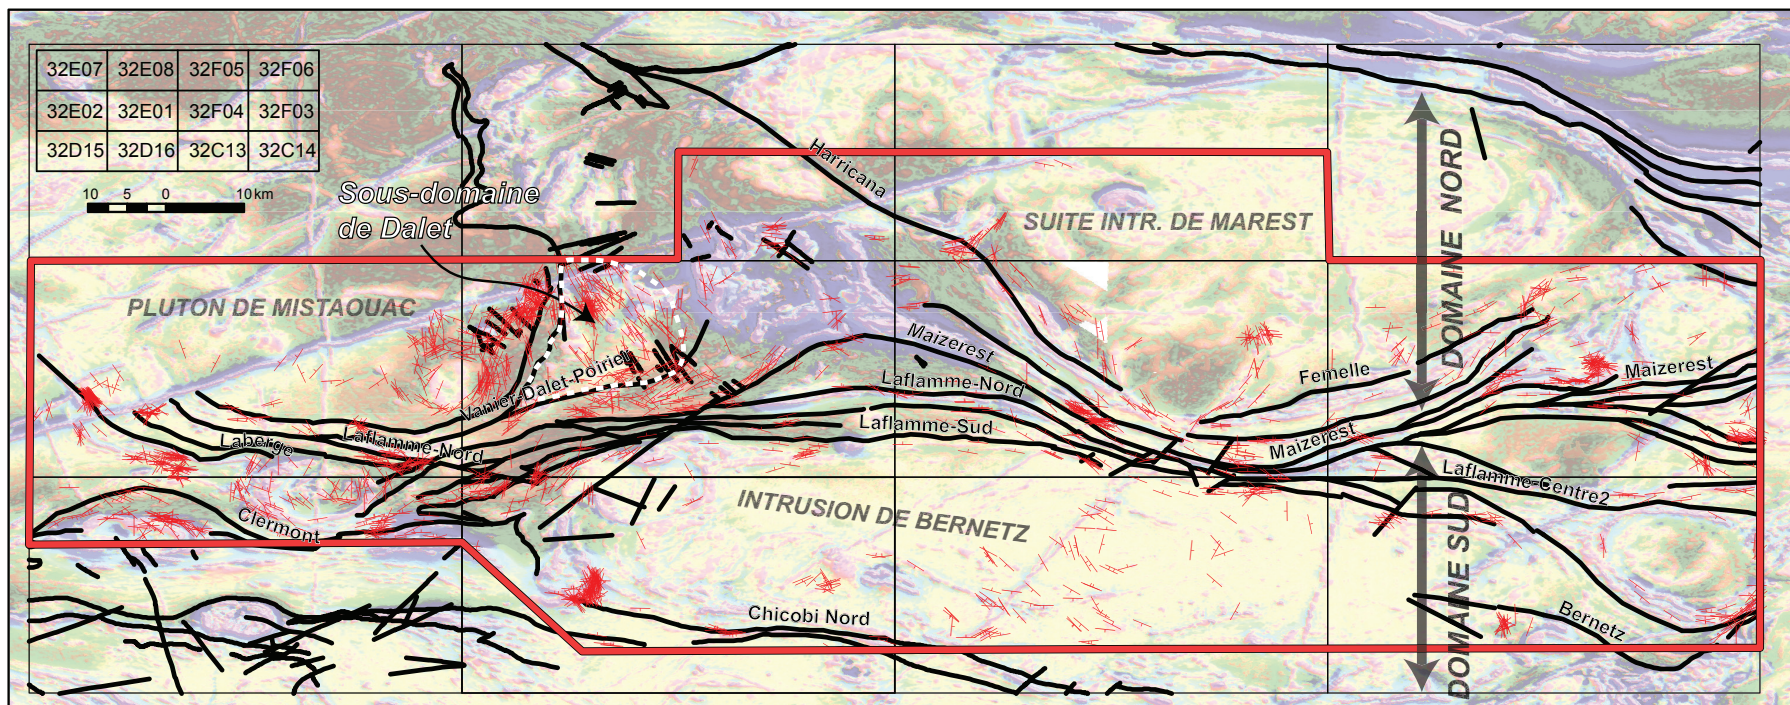 32E07 32E08 32F05 32F06
32E02 32E01 32F04 32F03
32D15 32D16 32C13 32C14
10 5 0 10 km
Sous-domaine
de Dalet
Harricana
SUITE INTR. DE MAREST
DOMAINE NORD
PLUTON DE MISTAOUAC
Maizerest
Vanier-Dalet-Poirier
Laflamme-Nord
Femelle
Maizerest
Laflamme-Sud
Laberge
Laflamme-Nord
Maizerest
Laflamme-Centre2
INTRUSION DE BERNETZ
Clermont
DOMAINE SUD
Chicobi Nord
Bernetz